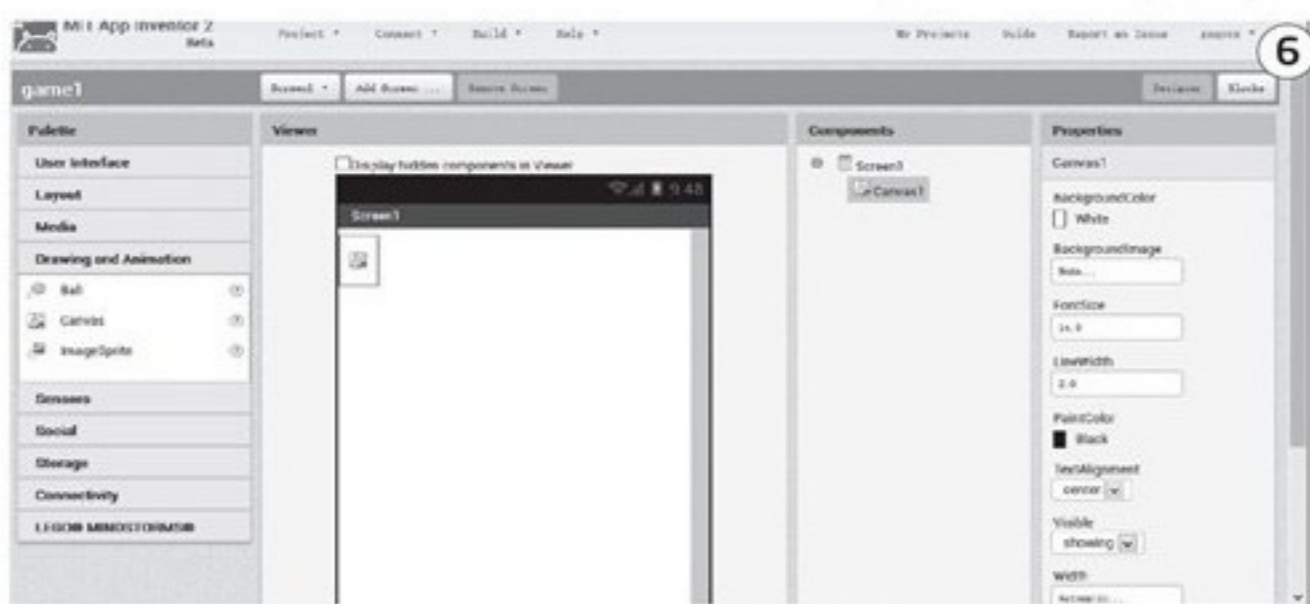 MIT App Inventor 2
Beta
Project Connect Build Help
My Projects Guide Report an Issue
6
game1
Screen1 Add Screen ... Remove Screen
Designer Blocks
Palette
User Interface
Layout
Media
Drawing and Animation
Ball
Canvas
ImageSprite
Sensors
Social
Storage
Connectivity
LEGO® MINDSTORMS®
Viewer
Display hidden components in Viewer
9:48
Screen1
Components
Screen1
Canvas1
Properties
Canvas1
BackgroundColor
White
BackgroundImage
None...
FontSize
14.0
LineWidth
2.0
PaintColor
Black
TextAlignment
center
Visible
showing
Width
Automatic...